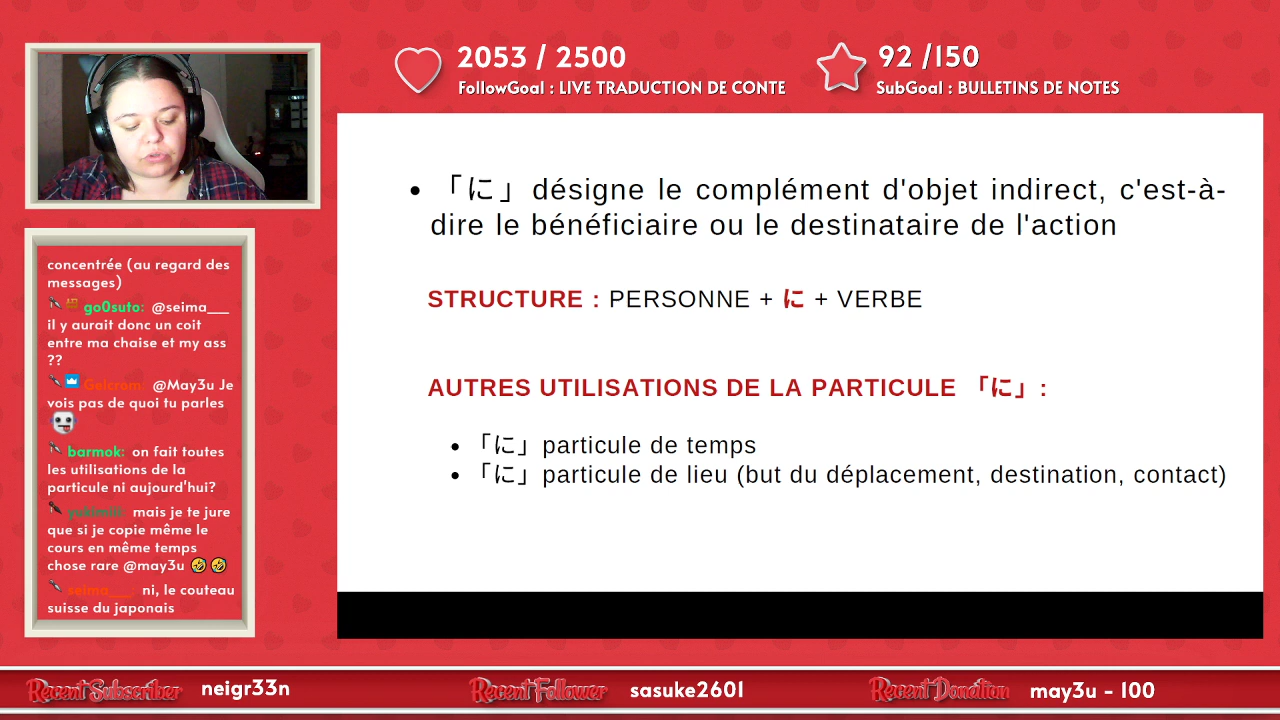 2053 / 2500
FollowGoal : LIVE TRADUCTION DE CONTE
92 /150
SubGoal : BULLETINS DE NOTES
concentrée (au regard des
messages)
go0suto: @seima___
il y aurait donc un coit
entre ma chaise et my ass
??
Gelcrom: @May3u Je
vois pas de quoi tu parles
barmok: on fait toutes
les utilisations de la
particule ni aujourd'hui?
yukimiii: mais je te jure
que si je copie même le
cours en même temps
chose rare @may3u
seima___: ni, le couteau
suisse du japonais
• 「に」désigne le complément d'objet indirect, c'est-à-
dire le bénéficiaire ou le destinataire de l'action
STRUCTURE : PERSONNE + に + VERBE
AUTRES UTILISATIONS DE LA PARTICULE 「に」:
• 「に」particule de temps
• 「に」particule de lieu (but du déplacement, destination, contact)
Recent Subscriber neigr33n
Recent Follower sasuke2601
Recent Donation may3u - 100